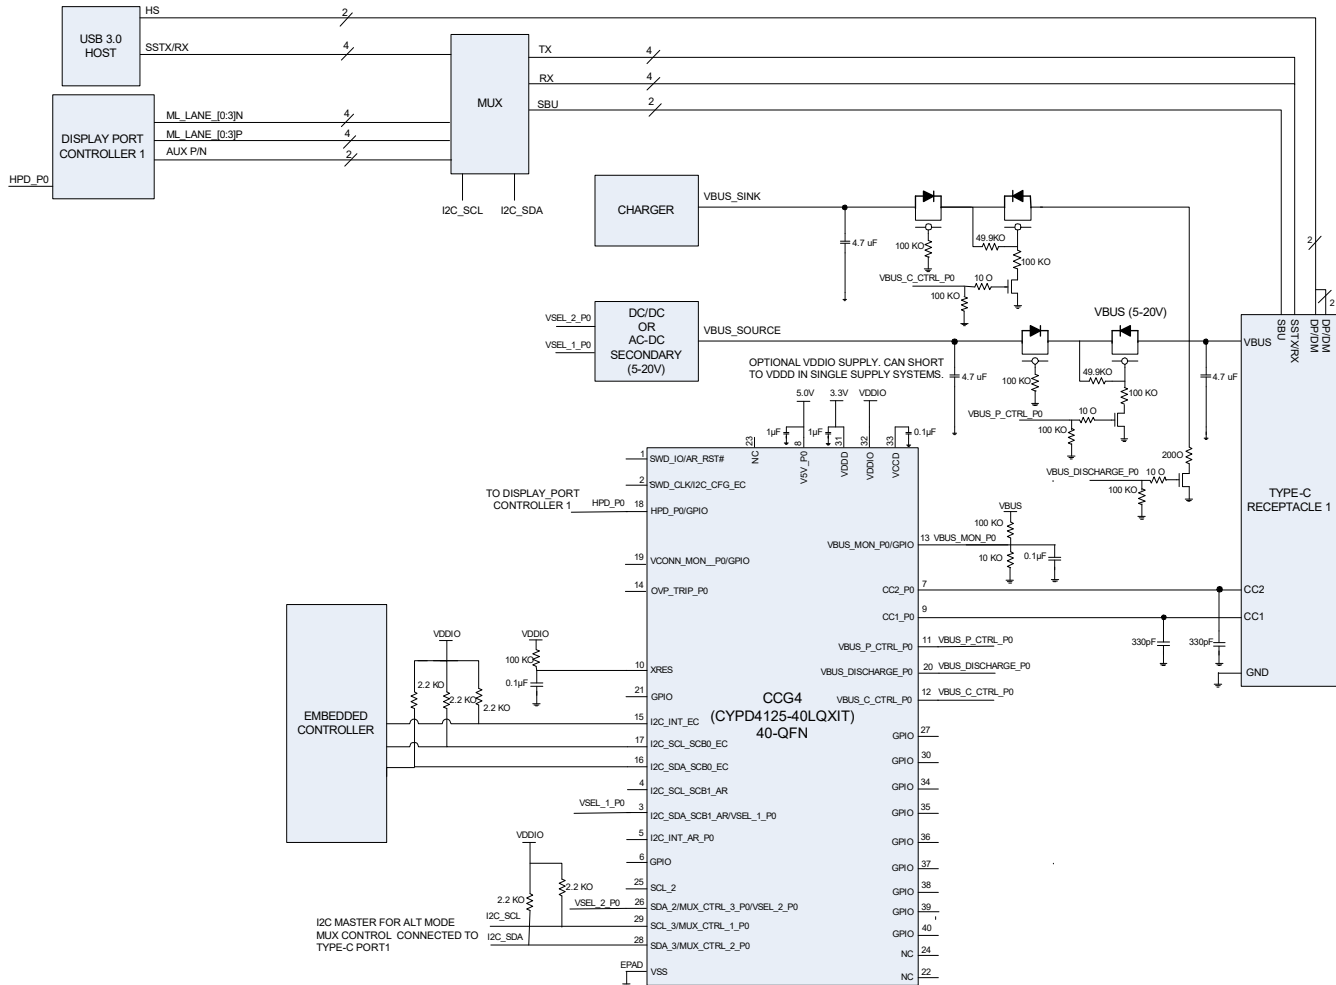 HS
2
USB 3.0
HOST
SSTX/RX
4
MUX
TX
4
RX
4
SBU
2
DISPLAY PORT
CONTROLLER 1
ML_LANE_[0:3]N
4
ML_LANE_[0:3]P
4
AUX P/N
2
HPD_P0
I2C_SCL
I2C_SDA
CHARGER
VBUS_SINK
4.7 uF
100 KO
49.9KO
100 KO
VBUS_C_CTRL_P0
10 O
100 KO
2
2
VSEL_2_P0
VSEL_1_P0
DC/DC
OR
AC-DC
SECONDARY
(5-20V)
VBUS_SOURCE
VBUS (5-20V)
4.7 uF
100 KO
49.9KO
100 KO
4.7 uF
VBUS_P_CTRL_P0
10 O
100 KO
200O
VBUS_DISCHARGE_P0
10 O
100 KO
SBU
SSTX/RX
DP/DM
DP/DM
VBUS
TYPE-C
RECEPTACLE 1
CC2
CC1
GND
OPTIONAL VDDIO SUPPLY. CAN SHORT
TO VDDD IN SINGLE SUPPLY SYSTEMS.
5.0V
3.3V
VDDIO
1µF
1µF
0.1µF
23
8
31
32
33
NC
V5V_P0
VDDD
VDDIO
VCCD
1 SWD_IO/AR_RST#
2 SWD_CLK/I2C_CFG_EC
TO DISPLAY_PORT
CONTROLLER 1
HPD_P0
18 HPD_P0/GPIO
19 VCONN_MON__P0/GPIO
14 OVP_TRIP_P0
VDDIO
100 KO
0.1µF
10 XRES
21 GPIO
15 I2C_INT_EC
17 I2C_SCL_SCB0_EC
16 I2C_SDA_SCB0_EC
4 I2C_SCL_SCB1_AR
VSEL_1_P0
3 I2C_SDA_SCB1_AR/VSEL_1_P0
5 I2C_INT_AR_P0
6 GPIO
25 SCL_2
VSEL_2_P0
26 SDA_2/MUX_CTRL_3_P0/VSEL_2_P0
29 SCL_3/MUX_CTRL_1_P0
28 SDA_3/MUX_CTRL_2_P0
EPAD
VSS
EMBEDDED
CONTROLLER
VDDIO
2.2 KO
2.2 KO
2.2 KO
VDDIO
2.2 KO
2.2 KO
I2C_SCL
I2C_SDA
I2C MASTER FOR ALT MODE
MUX CONTROL CONNECTED TO
TYPE-C PORT1
CCG4
(CYPD4125-40LQXIT)
40-QFN
VBUS
100 KO
10 KO
0.1µF
VBUS_MON_P0/GPIO 13 VBUS_MON_P0
CC2_P0 7
CC1_P0 9
330pF
330pF
VBUS_P_CTRL_P0 11 VBUS_P_CTRL_P0
VBUS_DISCHARGE_P0 20 VBUS_DISCHARGE_P0
VBUS_C_CTRL_P0 12 VBUS_C_CTRL_P0
GPIO 27
GPIO 30
GPIO 34
GPIO 35
GPIO 36
GPIO 37
GPIO 38
GPIO 39
GPIO 40
NC 24
NC 22